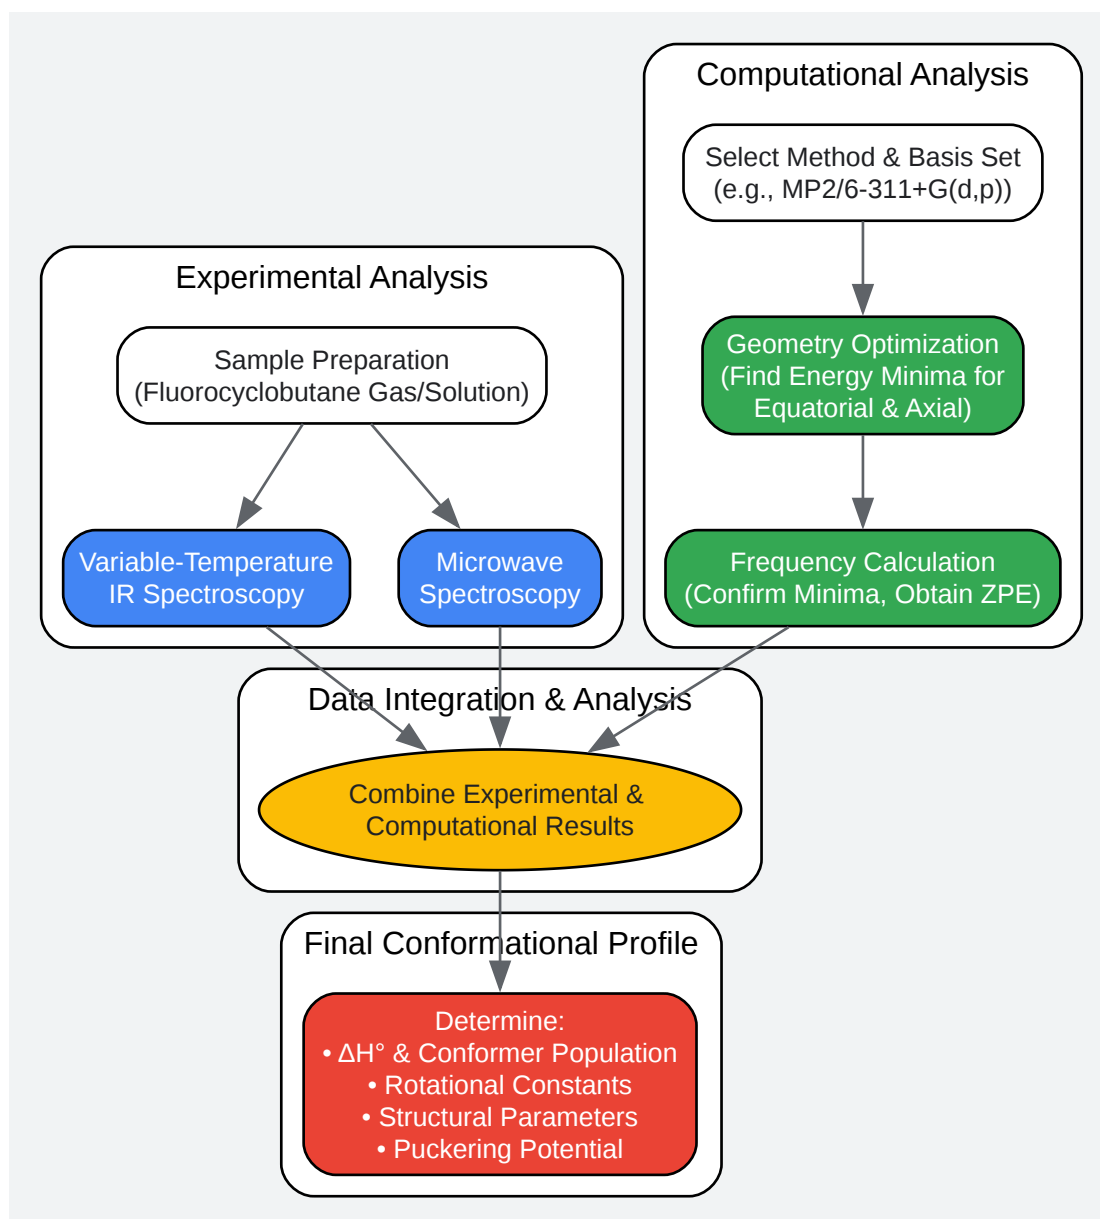 Computational Analysis
Select Method & Basis Set
(e.g., MP2/6-311+G(d,p))
Geometry Optimization
(Find Energy Minima for
Equatorial & Axial)
Frequency Calculation
(Confirm Minima, Obtain ZPE)
Experimental Analysis
Sample Preparation
(Fluorocyclobutane Gas/Solution)
Variable-Temperature
IR Spectroscopy
Microwave
Spectroscopy
Data Integration & Analysis
Combine Experimental &
Computational Results
Final Conformational Profile
Determine:
• ΔH° & Conformer Population
• Rotational Constants
• Structural Parameters
• Puckering Potential